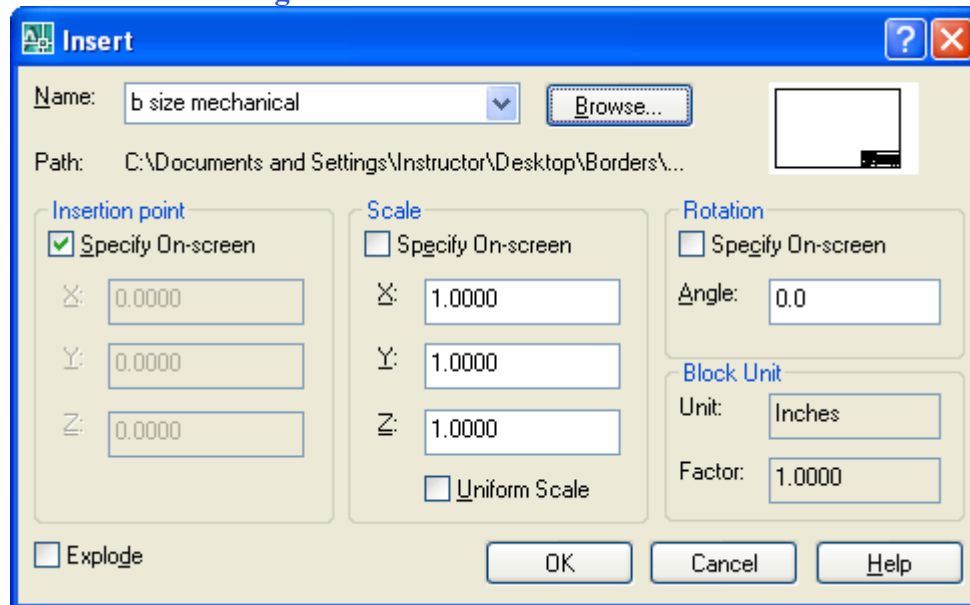 Insert
Name: b size mechanical Browse...
Path: C:\Documents and Settings\Instructor\Desktop\Borders\...
Insertion point Scale Rotation
Specify On-screen Specify On-screen Specify On-screen
X: 0.0000 X: 1.0000 Angle: 0.0
Y: 0.0000 Y: 1.0000
Block Unit
Z: 0.0000 Z: 1.0000 Unit: Inches
Uniform Scale Factor: 1.0000
Explode OK Cancel Help